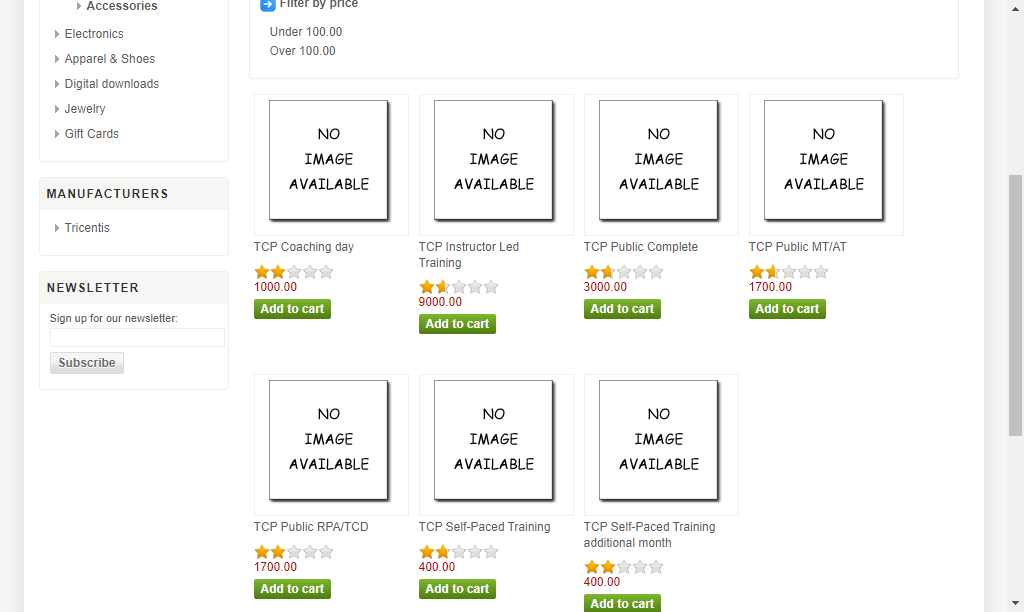 Accessories
Electronics
Apparel & Shoes
Digital downloads
Jewelry
Gift Cards
MANUFACTURERS
Tricentis
NEWSLETTER
Sign up for our newsletter:
Subscribe
Filter by price
Under 100.00
Over 100.00
NO
IMAGE
AVAILABLE
TCP Coaching day
1000.00
Add to cart
NO
IMAGE
AVAILABLE
TCP Instructor Led
Training
9000.00
Add to cart
NO
IMAGE
AVAILABLE
TCP Public Complete
3000.00
Add to cart
NO
IMAGE
AVAILABLE
TCP Public MT/AT
1700.00
Add to cart
NO
IMAGE
AVAILABLE
TCP Public RPA/TCD
1700.00
Add to cart
NO
IMAGE
AVAILABLE
TCP Self-Paced Training
400.00
Add to cart
NO
IMAGE
AVAILABLE
TCP Self-Paced Training
additional month
400.00
Add to cart